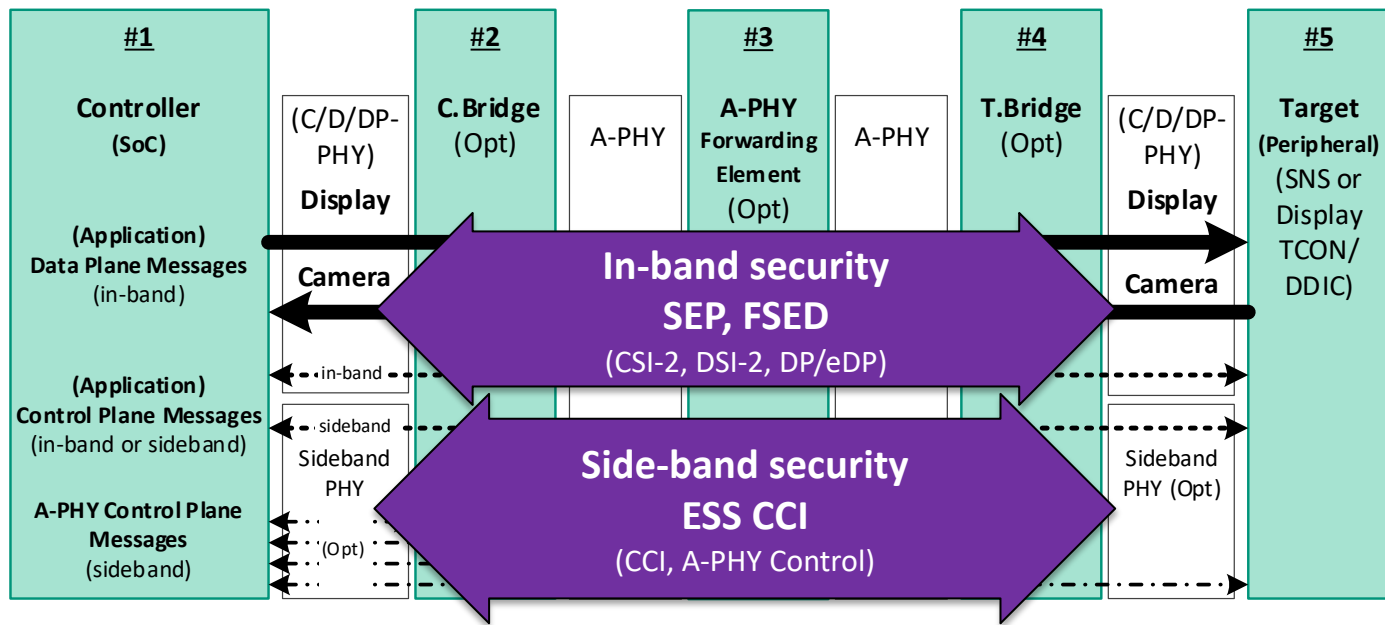 #1
Controller
(SoC)
(Application)
Data Plane Messages
(in-band)
(Application)
Control Plane Messages
(in-band or sideband)
A-PHY Control Plane
Messages
(sideband)
(C/D/DP-
PHY)
Display
Camera
in-band
sideband
Sideband
PHY
(Opt)
#2
C.Bridge
(Opt)
A-PHY
#3
A-PHY
Forwarding
Element
(Opt)
A-PHY
#4
T.Bridge
(Opt)
In-band security
SEP, FSED
(CSI-2, DSI-2, DP/eDP)
Side-band security
ESS CCI
(CCI, A-PHY Control)
(C/D/DP-
PHY)
Display
Camera
Sideband
PHY (Opt)
#5
Target
(Peripheral)
(SNS or
Display
TCON/
DDIC)